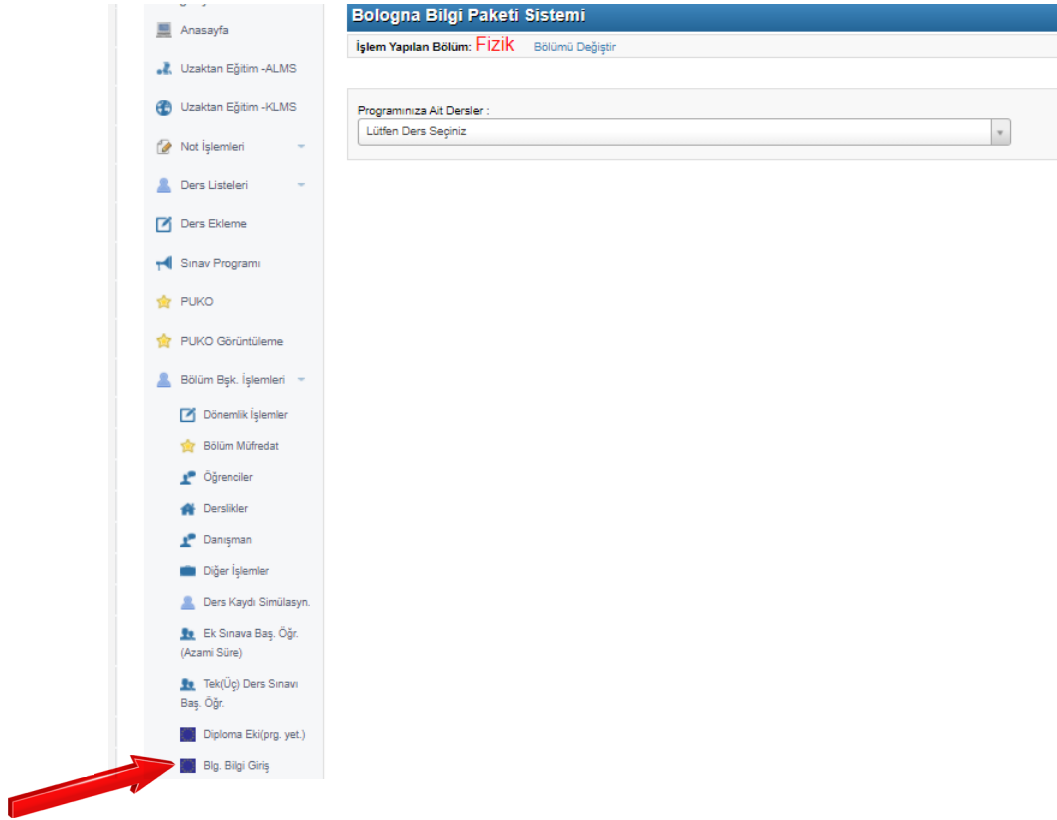 Anasayfa
Uzaktan Eğitim -ALMS
Uzaktan Eğitim -KLMS
Not İşlemleri
Ders Listeleri
Ders Ekleme
Sınav Programı
PUKO
PUKO Görüntüleme
Bölüm Bşk. İşlemleri
Dönemlik İşlemler
Bölüm Müfredat
Öğrenciler
Derslikler
Danışman
Diğer İşlemler
Ders Kaydı Simülasyn.
Ek Sınava Baş. Öğr.
(Azami Süre)
Tek(Üç) Ders Sınavı
Baş. Öğr.
Diploma Eki(prg. yet.)
Blg. Bilgi Giriş
Bologna Bilgi Paketi Sistemi
İşlem Yapılan Bölüm: Fizik Bölümü Değiştir
Programınıza Ait Dersler :
Lütfen Ders Seçiniz